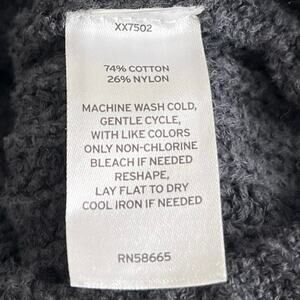 XX7502
74% COTTON
26% NYLON
MACHINE WASH COLD,
GENTLE CYCLE,
WITH LIKE COLORS
ONLY NON-CHLORINE
BLEACH IF NEEDED
RESHAPE,
LAY FLAT TO DRY
COOL IRON IF NEEDED
RN58665